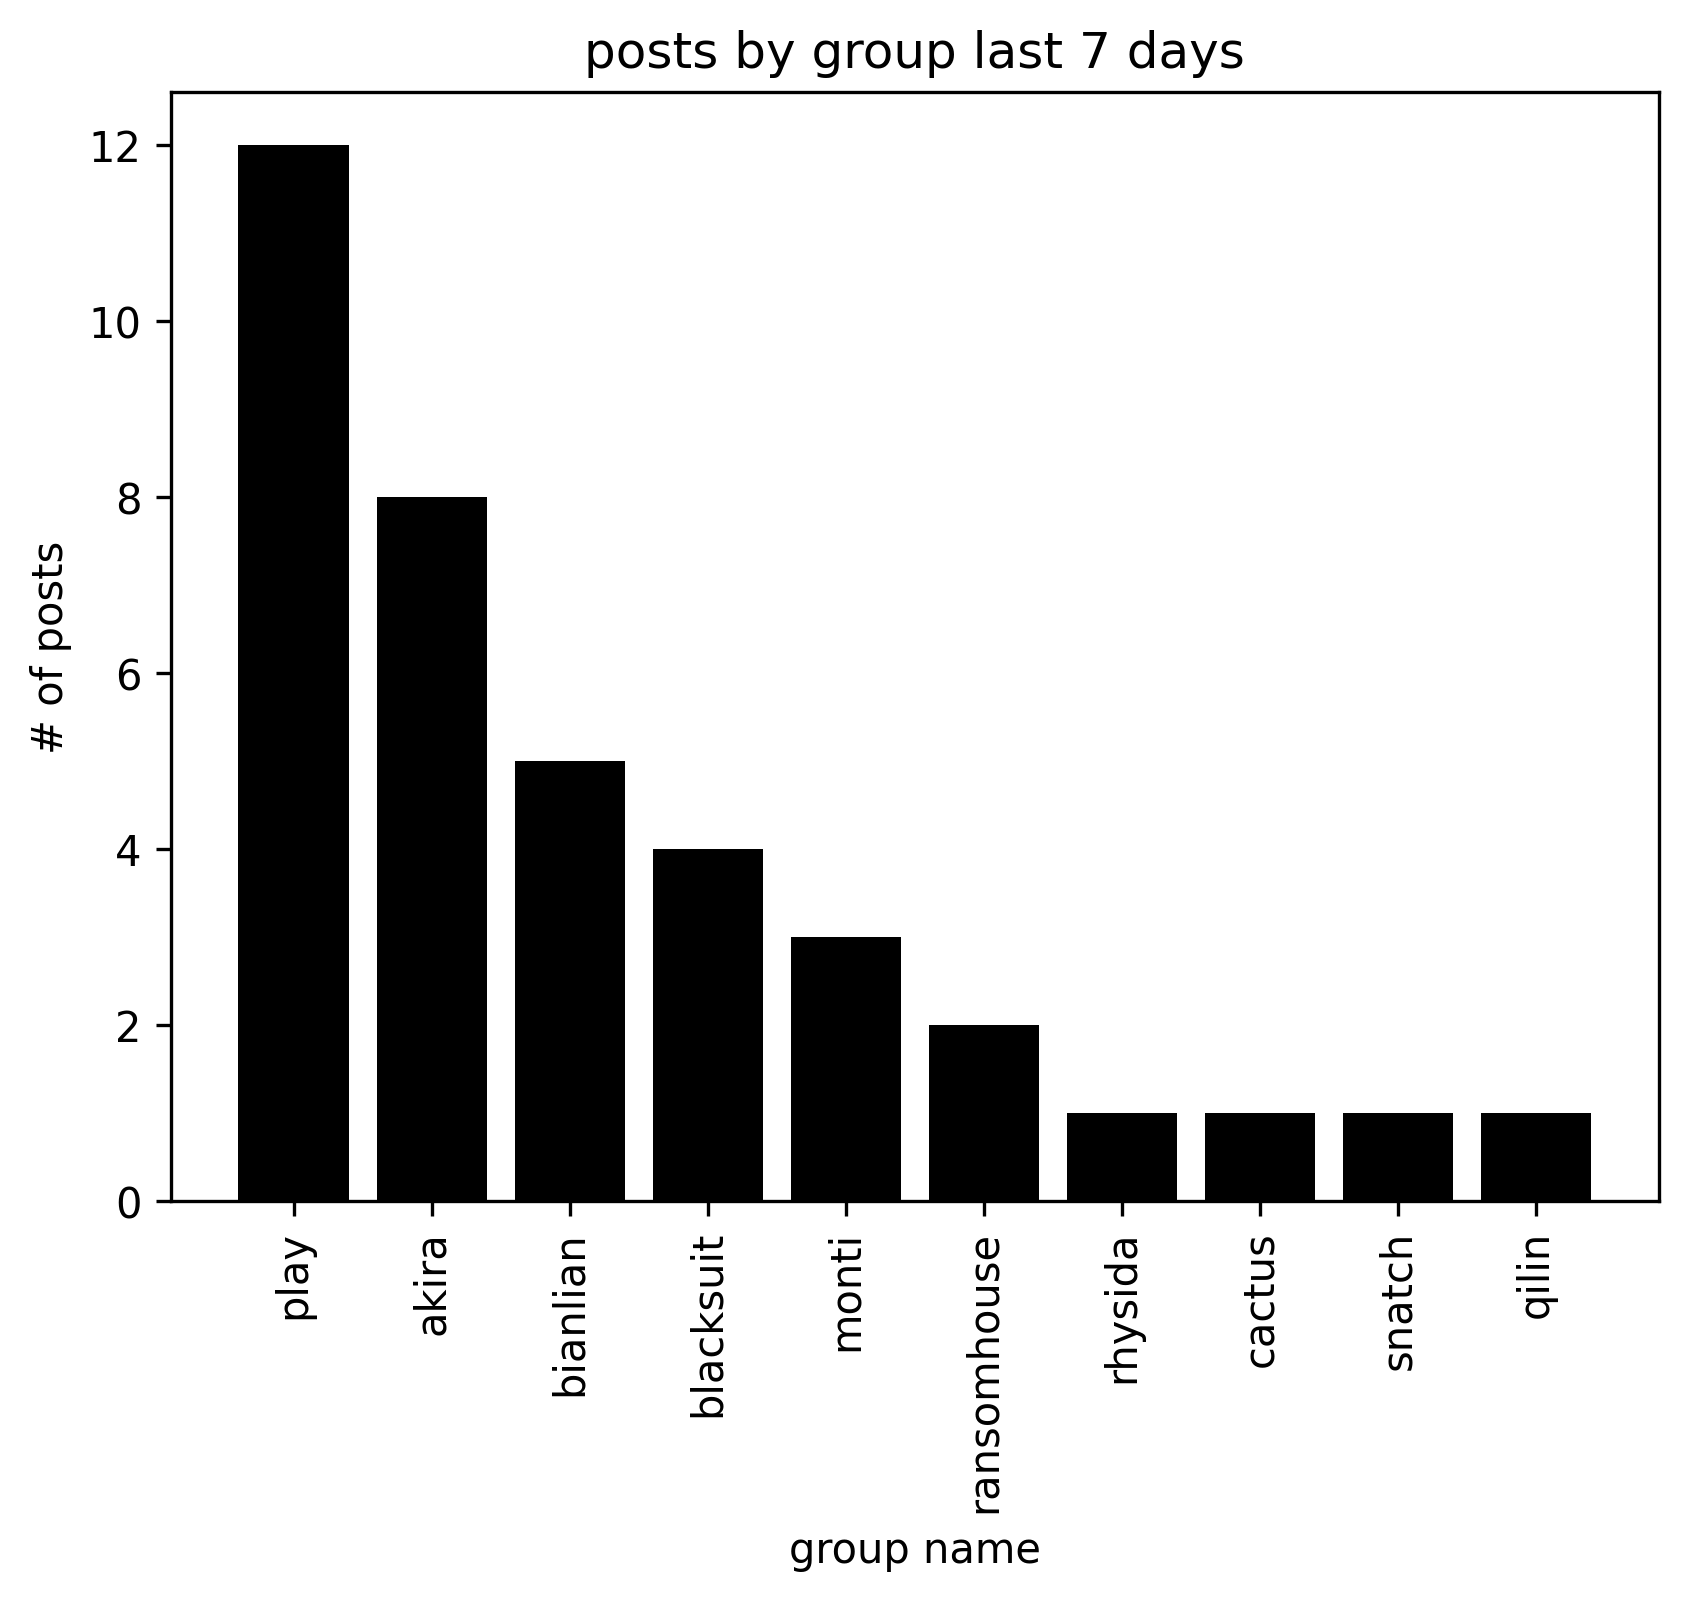 posts by group last 7 days
12
10
8
6
4
2
0
# of posts
play
akira
bianlian
blacksuit
monti
ransomhouse
rhysida
cactus
snatch
qilin
group name